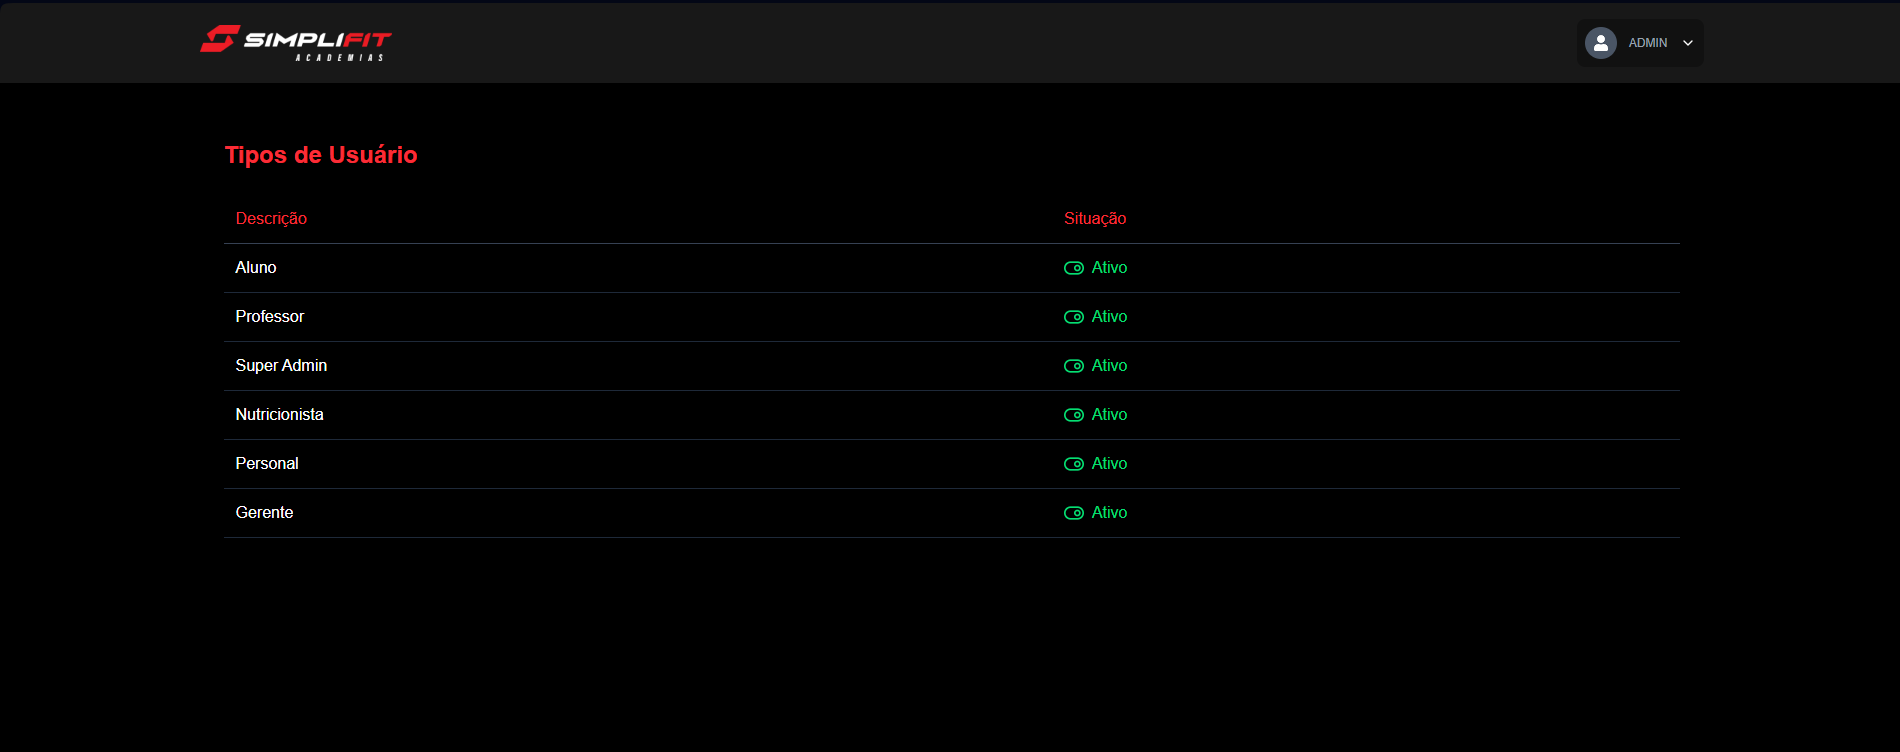 SIMPLIFIT
ACADEMIAS
ADMIN
Tipos de Usuário
Descrição Situação
Aluno Ativo
Professor Ativo
Super Admin Ativo
Nutricionista Ativo
Personal Ativo
Gerente Ativo